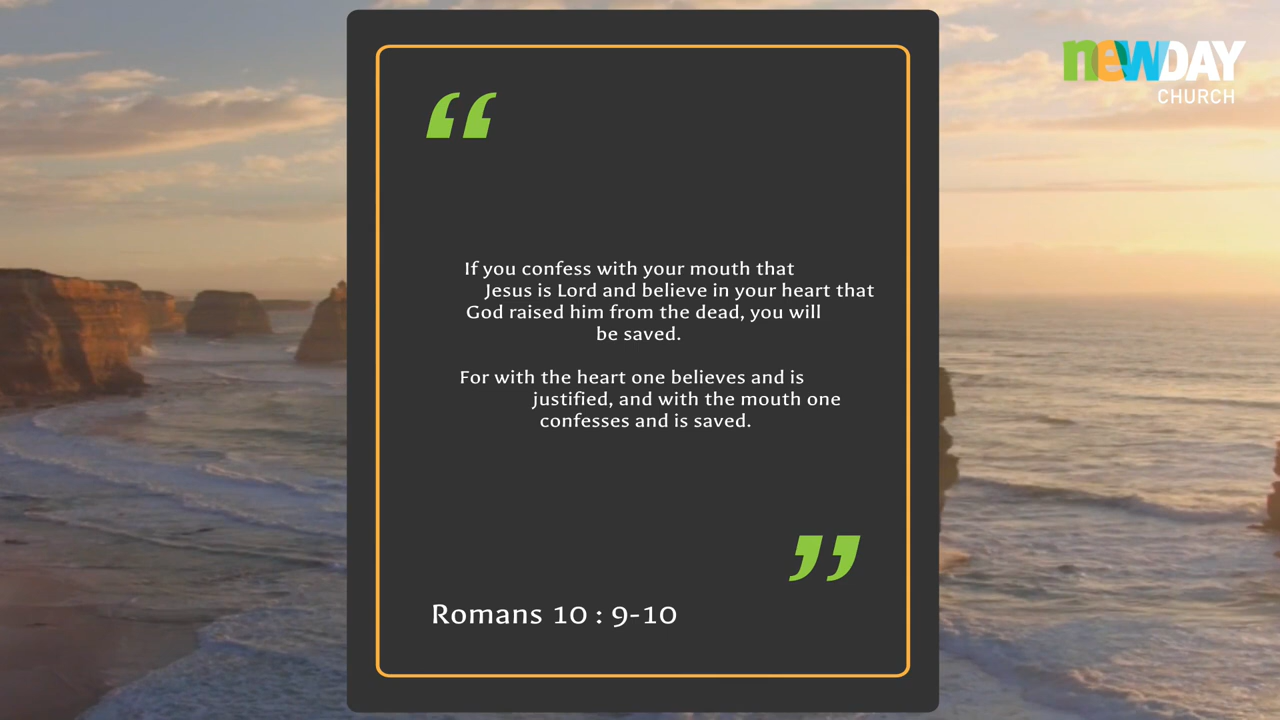 newDAY
CHURCH
“
If you confess with your mouth that
Jesus is Lord and believe in your heart that
God raised him from the dead, you will
be saved.
For with the heart one believes and is
justified, and with the mouth one
confesses and is saved.
”
Romans 10 : 9-10